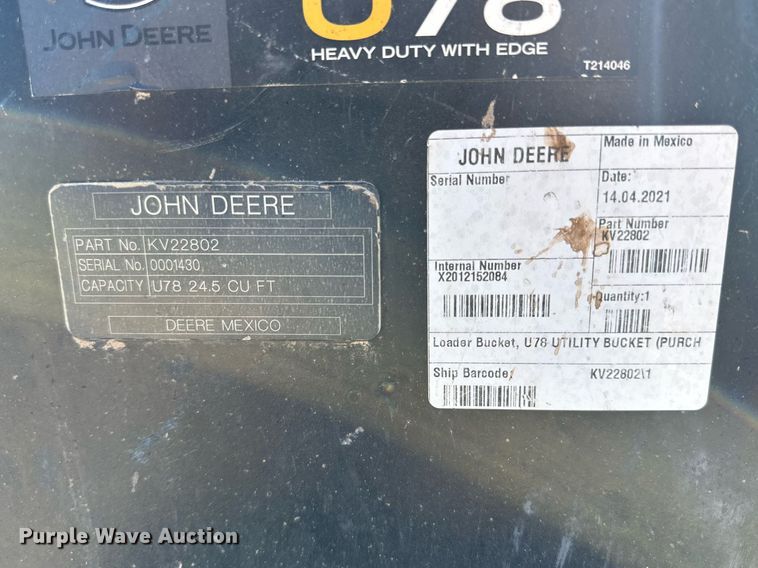 JOHN DEERE
U78
HEAVY DUTY WITH EDGE
T214046
JOHN DEERE
PART No. KV22802
SERIAL No. 0001430
CAPACITY U78 24.5 CU FT
DEERE MEXICO
JOHN DEERE
Made in Mexico
Serial Number
Date:
14.04.2021
Part Number
KV22802
Internal Number
X2012152084
Quantity:1
Loader Bucket, U78 UTILITY BUCKET (PURCH
Ship Barcode:
KV22802\1
Purple Wave Auction